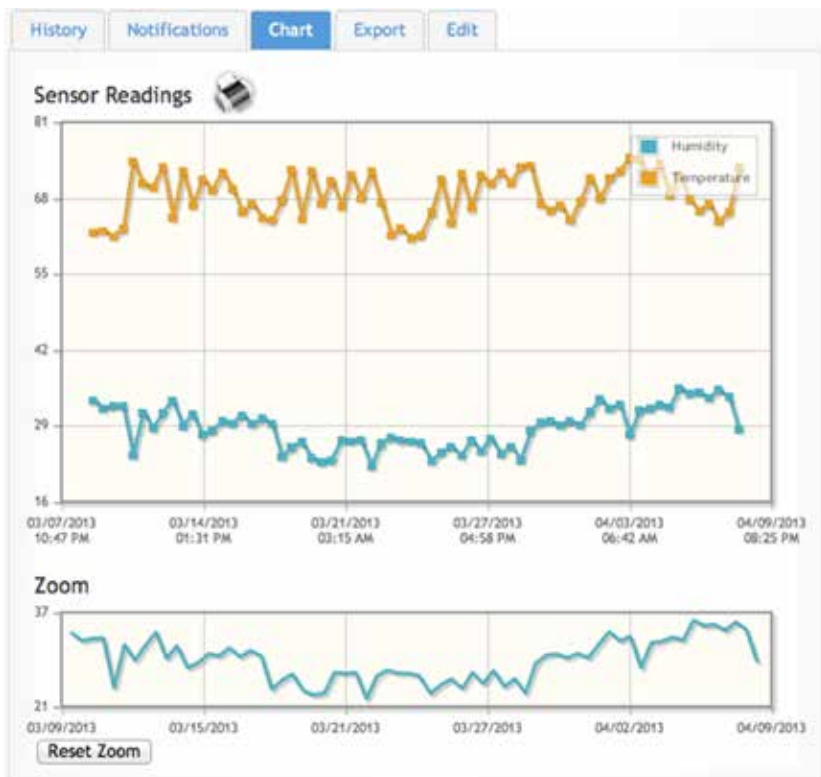 History Notifications Chart Export Edit
Sensor Readings
81
Humidity
Temperature
68
55
42
29
16
03/07/2013 03/14/2013 03/21/2013 03/27/2013 04/03/2013 04/09/2013
10:47 PM 01:31 PM 03:15 AM 04:58 PM 06:42 AM 08:25 PM
Zoom
37
21
03/09/2013 03/15/2013 03/21/2013 03/27/2013 04/02/2013 04/09/2013
Reset Zoom